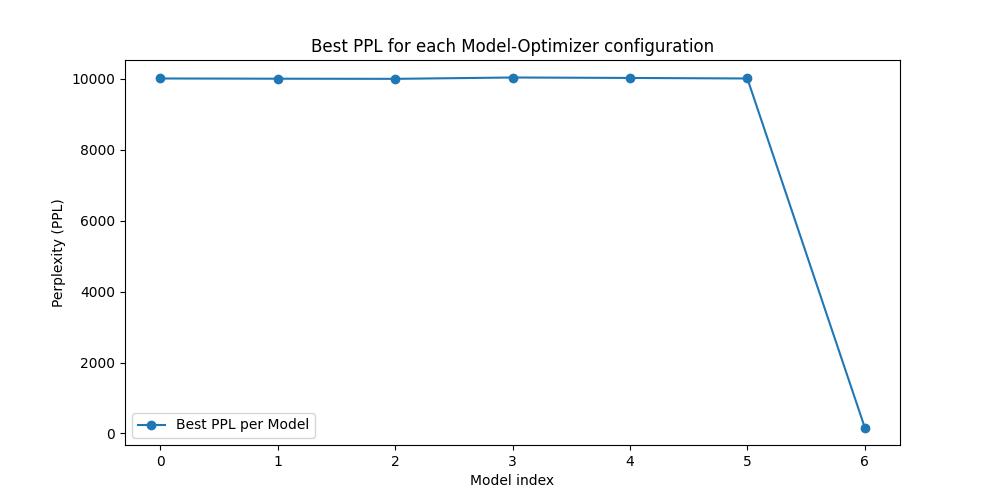 Best PPL for each Model-Optimizer configuration
Perplexity (PPL)
10000
8000
6000
4000
2000
0
Best PPL per Model
0 1 2 3 4 5 6
Model index